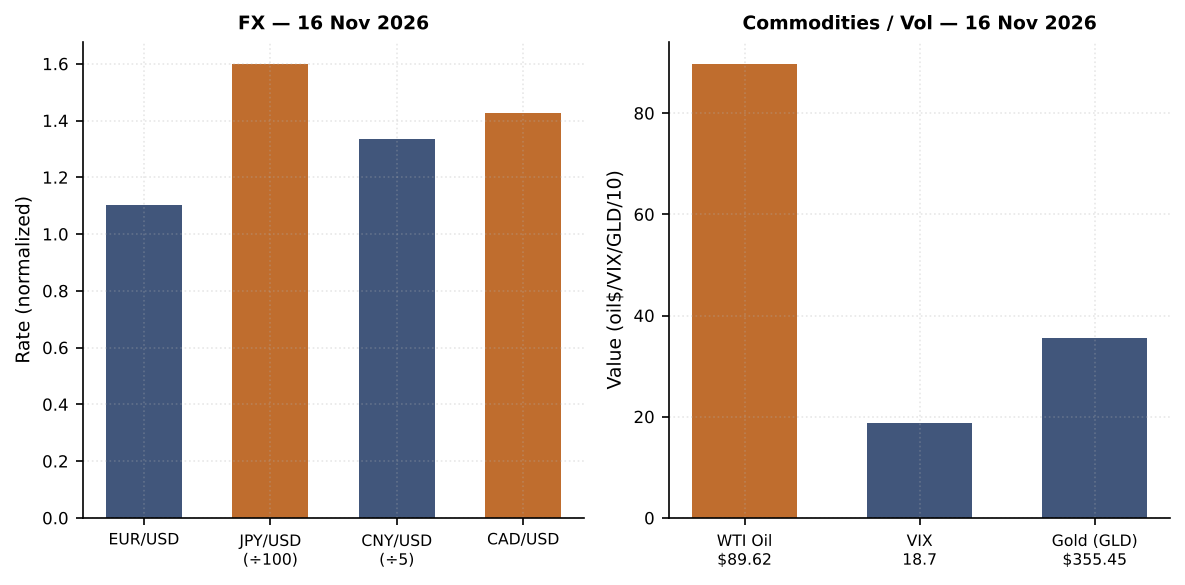 FX — 16 Nov 2026
Rate (normalized)
1.6
1.4
1.2
1.0
0.8
0.6
0.4
0.2
0.0
EUR/USD
JPY/USD
(÷100)
CNY/USD
(÷5)
CAD/USD
Commodities / Vol — 16 Nov 2026
Value (oil$/VIX/GLD/10)
80
60
40
20
0
WTI Oil
$89.62
VIX
18.7
Gold (GLD)
$355.45